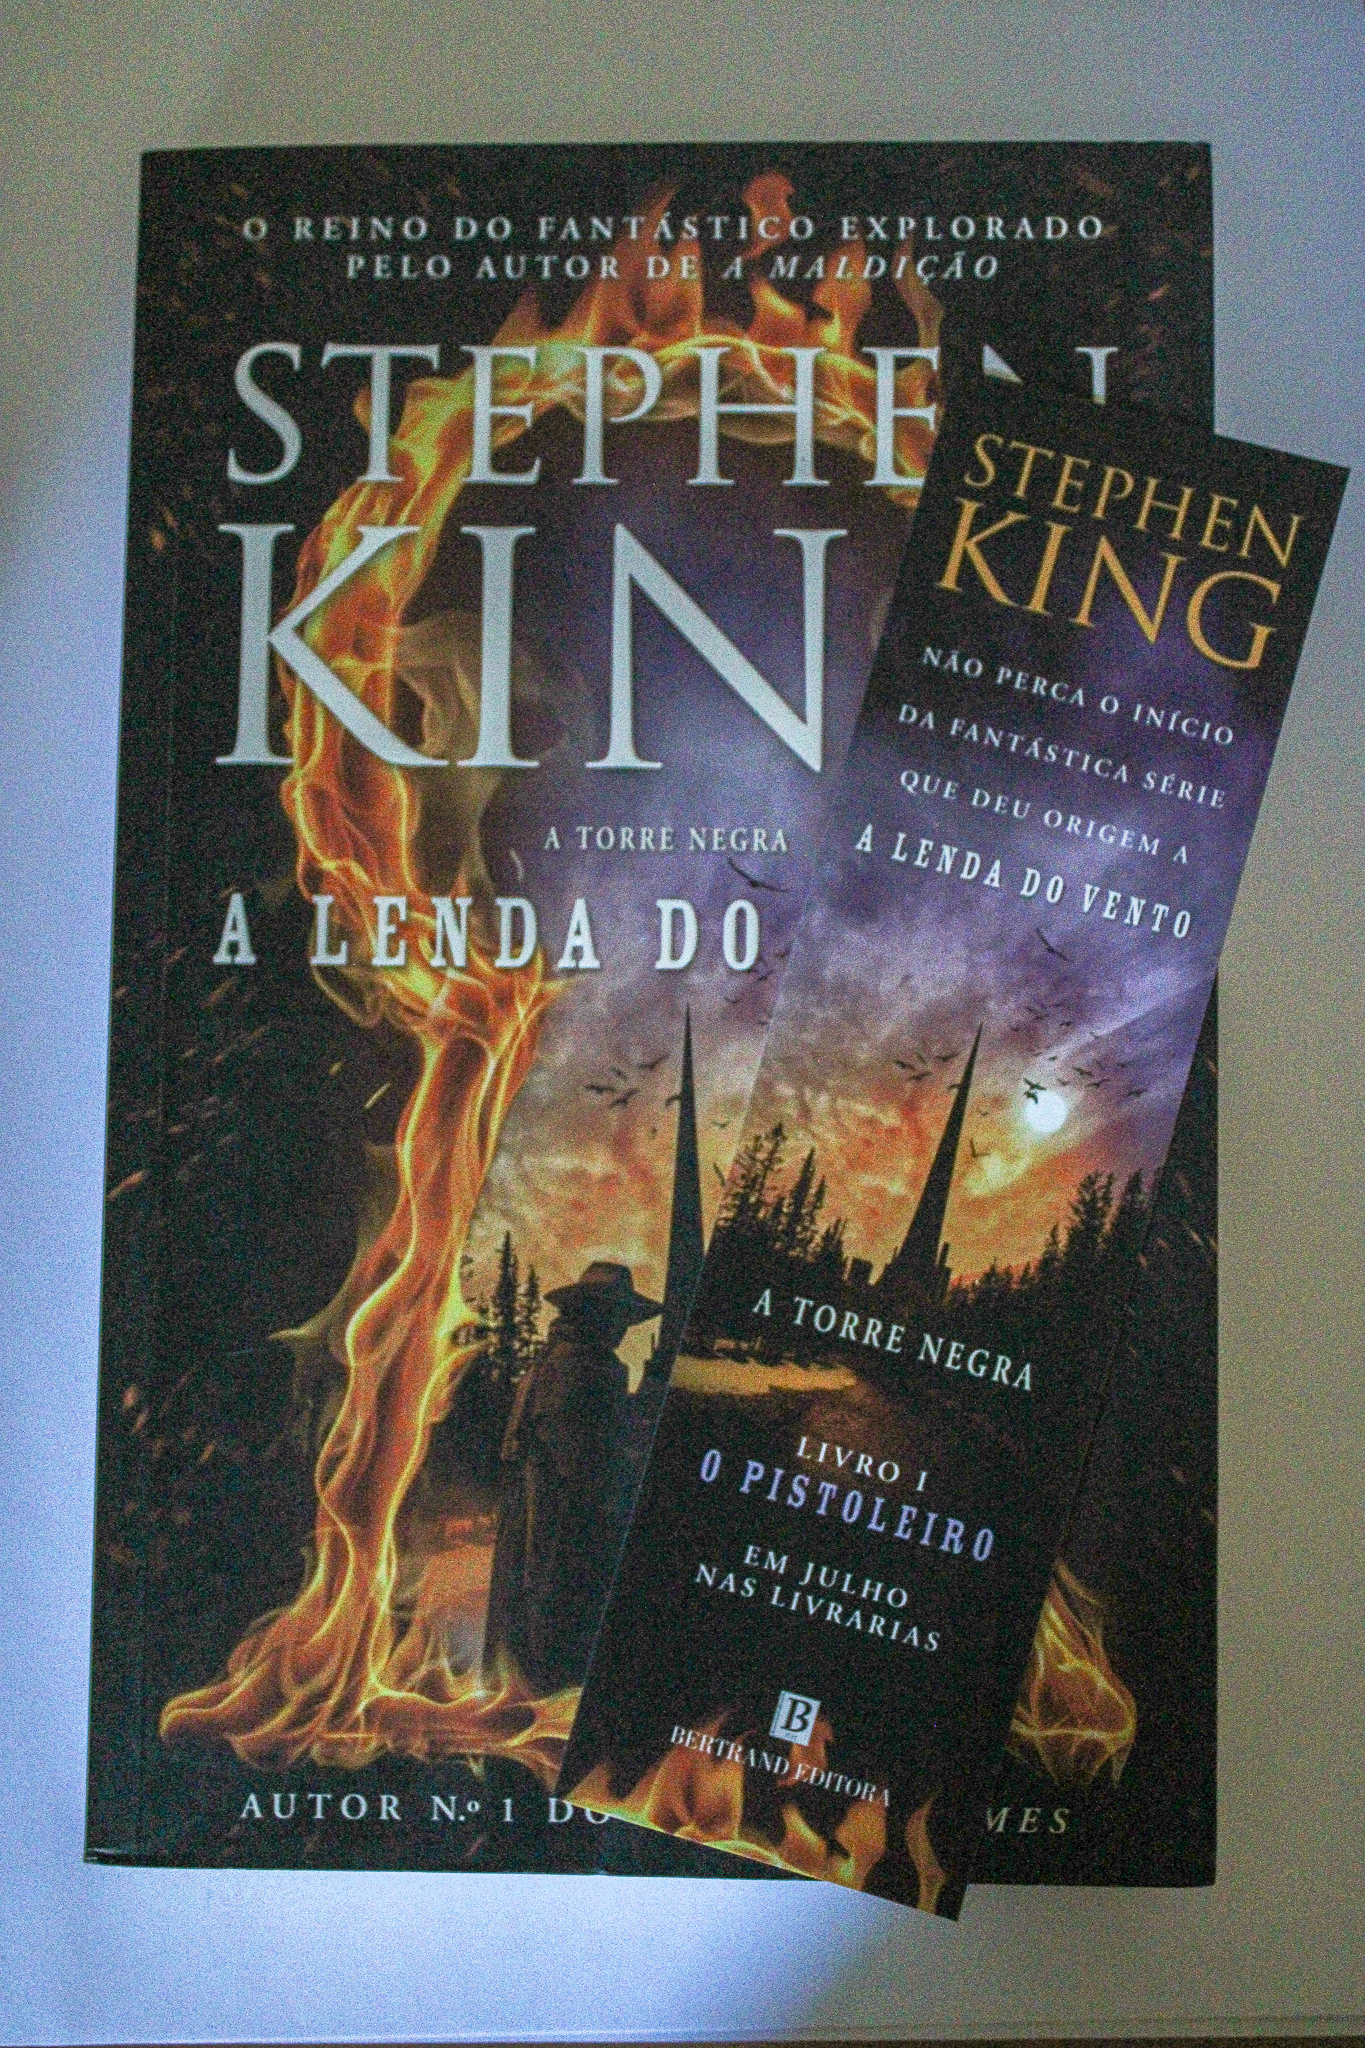 O REINO DO FANTÁSTICO EXPLORADO
PELO AUTOR DE A MALDIÇÃO
STEPHEN
KIN
A TORRE NEGRA
A LENDA DO
AUTOR N.º 1 DO
MES
STEPHEN
KING
NÃO PERCA O INÍCIO
DA FANTÁSTICA SÉRIE
QUE DEU ORIGEM A
A LENDA DO VENTO
A TORRE NEGRA
LIVRO I
O PISTOLEIRO
EM JULHO
NAS LIVRARIAS
B
BERTRAND EDITORA